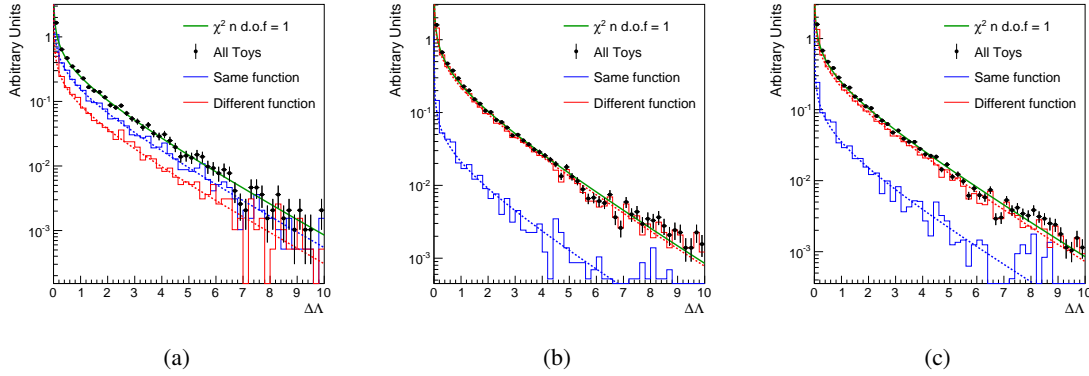 Arbitrary Units
1
10⁻¹
10⁻²
10⁻³
χ² n d.o.f = 1
All Toys
Same function
Different function
0 1 2 3 4 5 6 7 8 9 10
ΔΛ
(a)
Arbitrary Units
1
10⁻¹
10⁻²
10⁻³
χ² n d.o.f = 1
All Toys
Same function
Different function
0 1 2 3 4 5 6 7 8 9 10
ΔΛ
(b)
Arbitrary Units
1
10⁻¹
10⁻²
10⁻³
χ² n d.o.f = 1
All Toys
Same function
Different function
0 1 2 3 4 5 6 7 8 9 10
ΔΛ
(c)